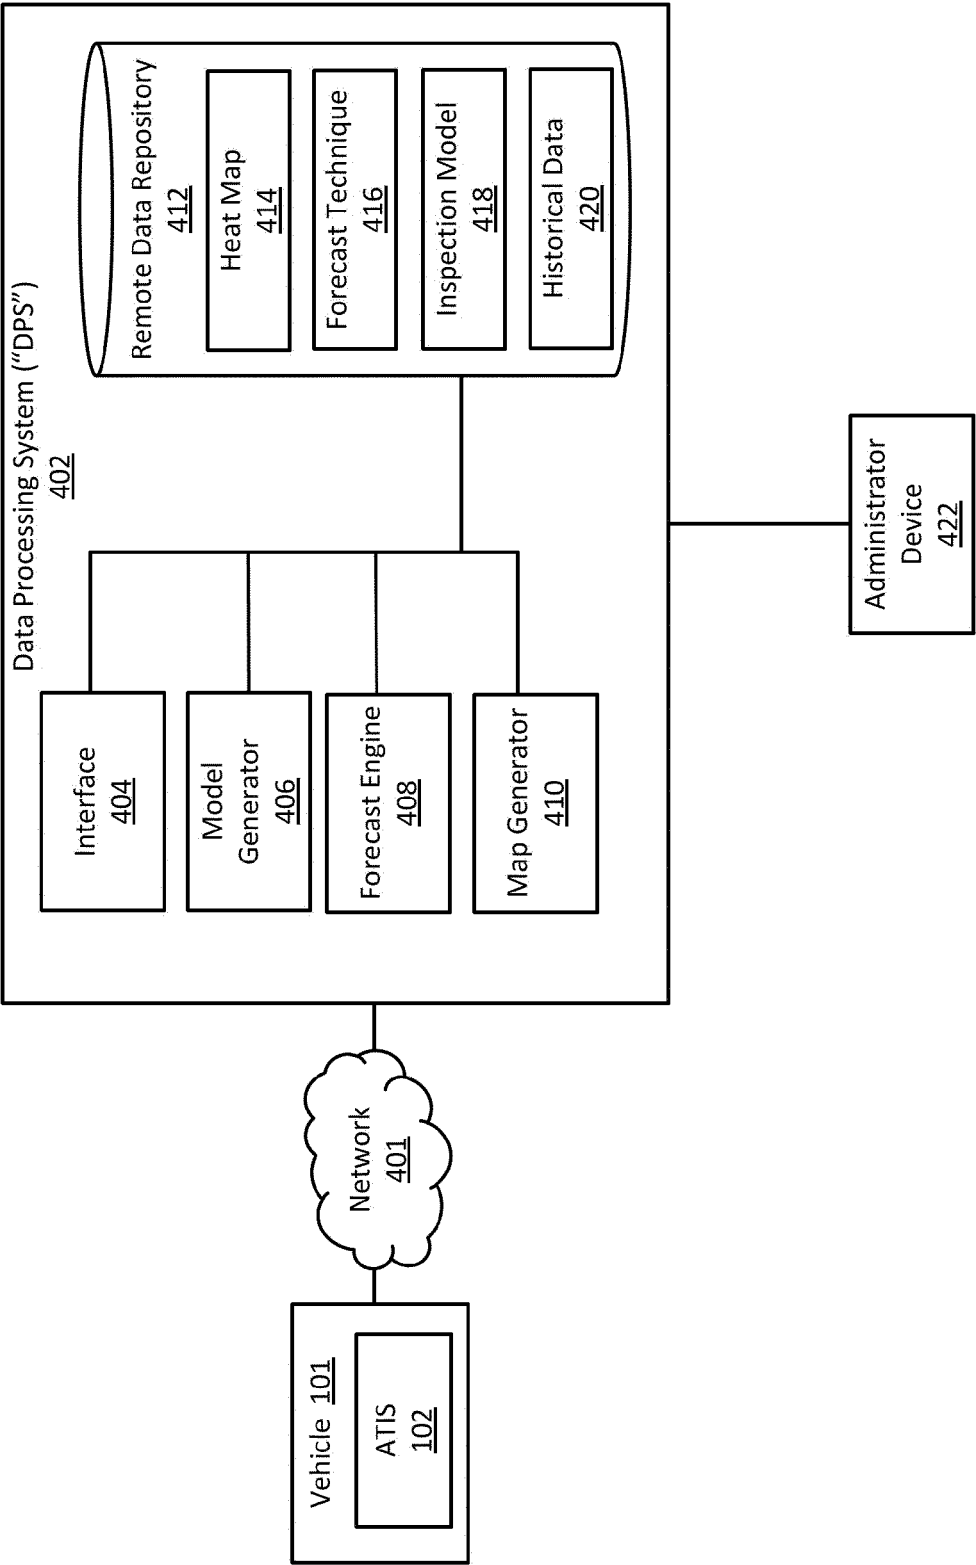 Data Processing System (“DPS”)
402
Vehicle 101
ATIS
102
Network
401
Interface
404
Model
Generator
406
Forecast Engine
408
Map Generator
410
Remote Data Repository
412
Heat Map
414
Forecast Technique
416
Inspection Model
418
Historical Data
420
Administrator
Device
422